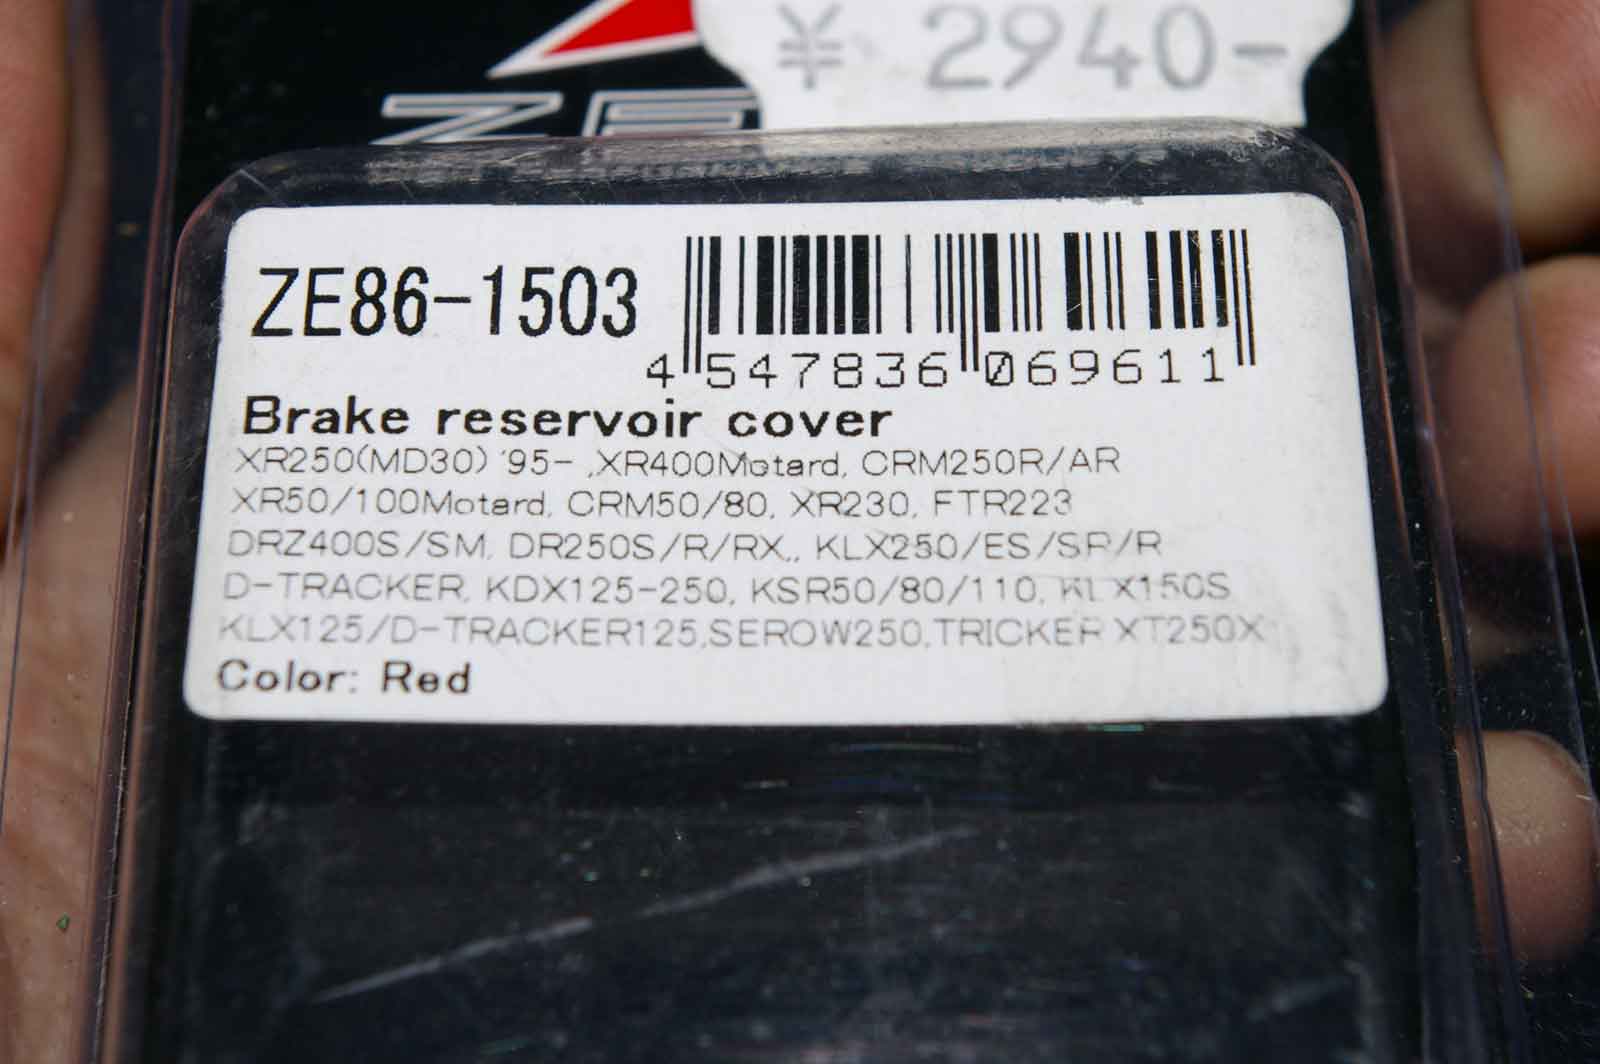 ¥ 2940-
ZE
ZE86-1503
4 547836 069611
Brake reservoir cover
XR250(MD30) '95- ,XR400Motard, CRM250R/AR
XR50/100Motard, CRM50/80, XR230, FTR223
DRZ400S/SM, DR250S/R/RX,, KLX250/ES/SR/R
D-TRACKER, KDX125-250, KSR50/80/110, KLX150S
KLX125/D-TRACKER125,SEROW250,TRICKER XT250X
Color: Red